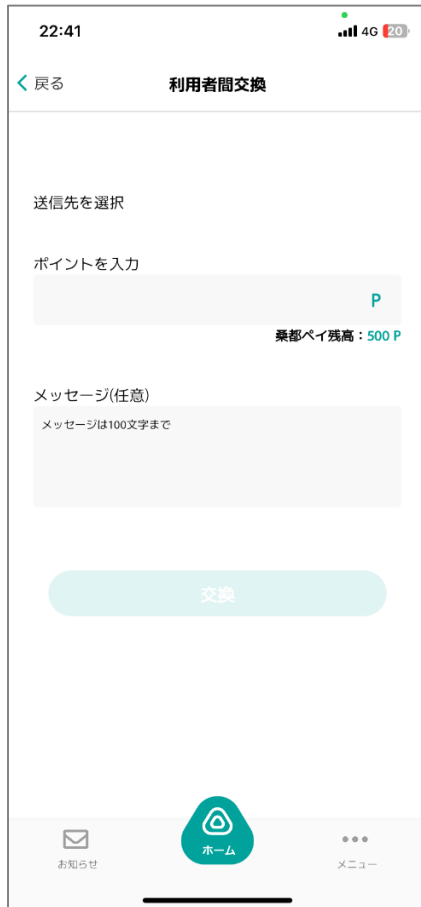 22:41
4G 20
戻る
利用者間交換
送信先を選択
ポイントを入力
P
桑都ペイ残高：500 P
メッセージ(任意)
メッセージは100文字まで
交換
お知らせ
ホーム
メニュー